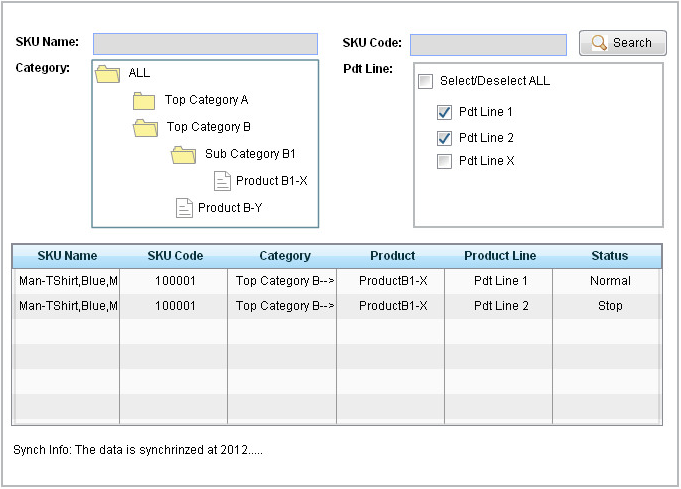 SKU Name: SKU Code: Search
Category: Pdt Line:
ALL
Top Category A
Top Category B
Sub Category B1
Product B1-X
Product B-Y
Select/Deselect ALL
Pdt Line 1
Pdt Line 2
Pdt Line X
SKU Name SKU Code Category Product Product Line Status
Man-TShirt,Blue,M 100001 Top Category B--> ProductB1-X Pdt Line 1 Normal
Man-TShirt,Blue,M 100001 Top Category B--> ProductB1-X Pdt Line 2 Stop
Synch Info: The data is synchrinzed at 2012.....